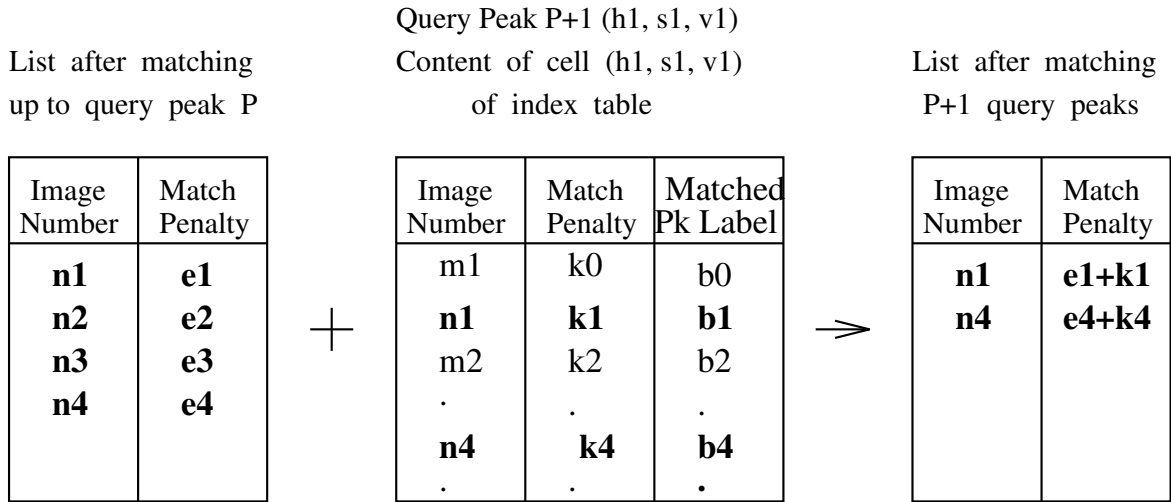 List after matching
up to query peak P
Query Peak P+1 (h1, s1, v1)
Content of cell (h1, s1, v1)
of index table
List after matching
P+1 query peaks
Image Number Match Penalty
n1 e1
n2 e2
n3 e3
n4 e4
+
Image Number Match Penalty Matched Pk Label
m1 k0 b0
n1 k1 b1
m2 k2 b2
. . .
n4 k4 b4
. . .
Image Number Match Penalty
n1 e1+k1
n4 e4+k4